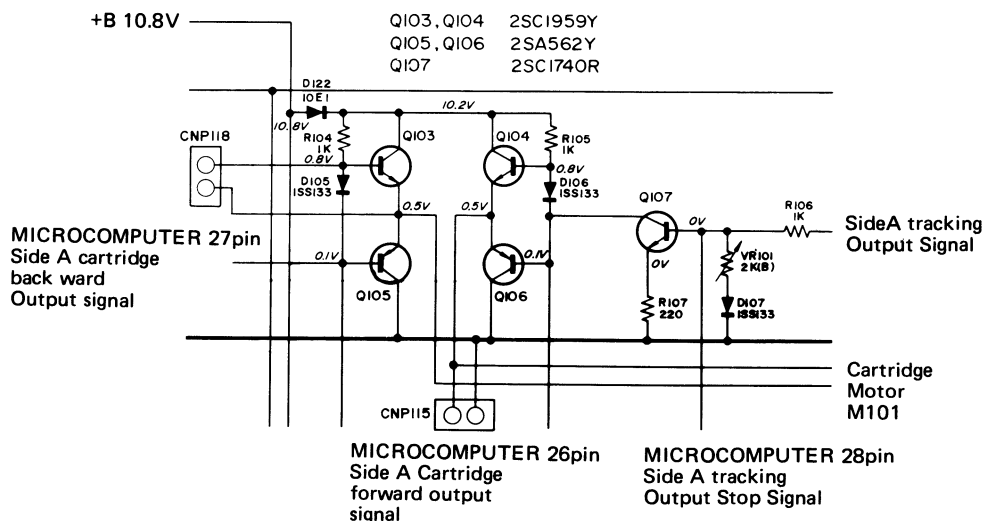 +B 10.8V
Q103,Q104 2SC1959Y
Q105,Q106 2SA562Y
Q107 2SC1740R
D122
10E1
10.8V
10.2V
CNP118
R104
1K
Q103
Q104
R105
1K
0.8V
0.8V
D105
1SS133
D106
1SS133
Q107
R106
1K
0.5V
0.5V
0V
SideA tracking
Output Signal
MICROCOMPUTER 27pin
Side A cartridge
back ward
Output signal
0.1V
0.1V
0V
VR101
2K(B)
Q105
Q106
R107
220
D107
1SS133
Cartridge
Motor
M101
CNP115
MICROCOMPUTER 26pin
Side A Cartridge
forward output
signal
MICROCOMPUTER 28pin
Side A tracking
Output Stop Signal